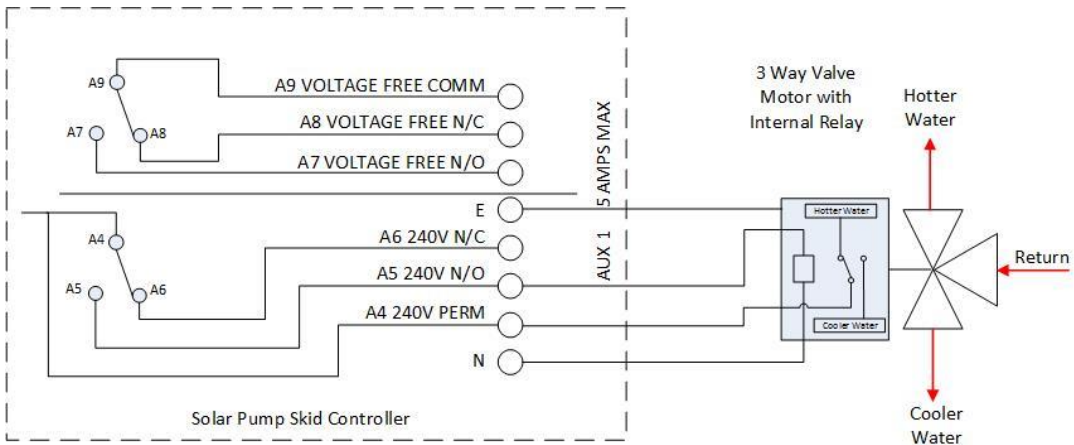 A9
A7
A8
A9 VOLTAGE FREE COMM
A8 VOLTAGE FREE N/C
A7 VOLTAGE FREE N/O
A4
A5
A6
E
A6 240V N/C
A5 240V N/O
A4 240V PERM
N
AUX 1
5 AMPS MAX
Solar Pump Skid Controller
3 Way Valve
Motor with
Internal Relay
Hotter Water
Cooler Water
Hotter
Water
Return
Cooler
Water